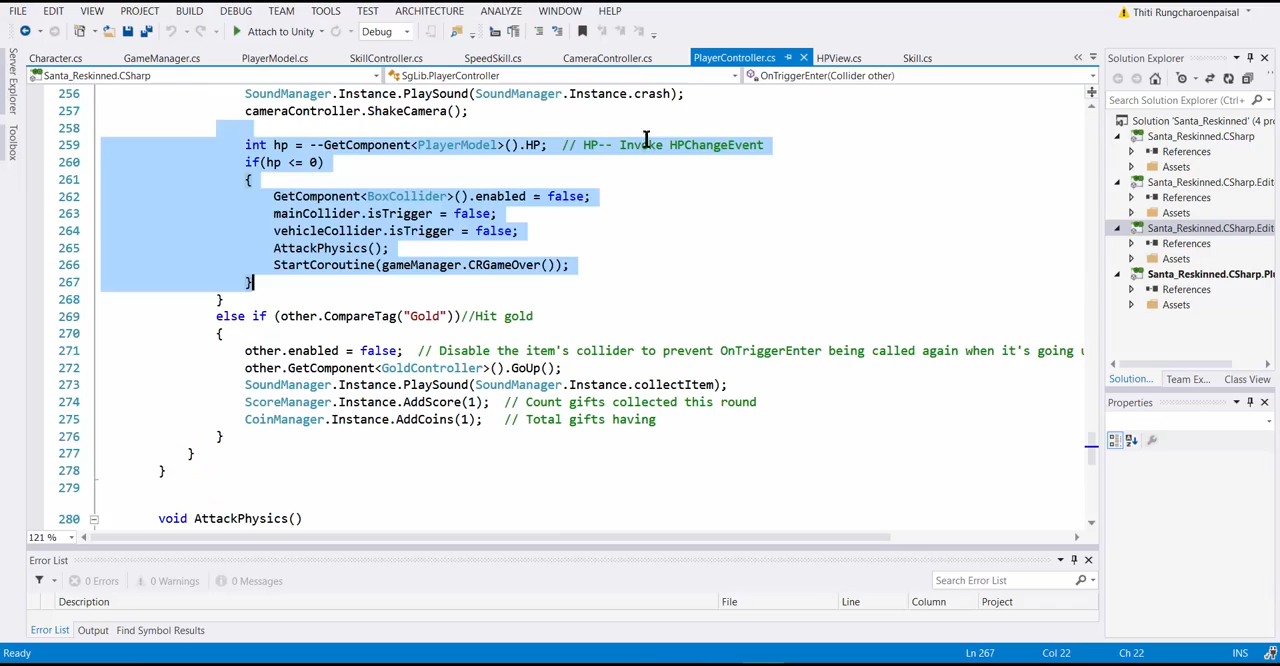 FILE EDIT VIEW PROJECT BUILD DEBUG TEAM TOOLS TEST ARCHITECTURE ANALYZE WINDOW HELP Thiti Rungcharoenpaisal
Attach to Unity Debug
Character.cs GameManager.cs PlayerModel.cs SkillController.cs SpeedSkill.cs CameraController.cs PlayerController.cs HPView.cs Skill.cs
Santa_Reskinned.CSharp SgLib.PlayerController OnTriggerEnter(Collider other)
Server Explorer
Toolbox
256 SoundManager.Instance.PlaySound(SoundManager.Instance.crash);
257 cameraController.ShakeCamera();
258
259 int hp = --GetComponent<PlayerModel>().HP; // HP-- Invoke HPChangeEvent
260 if(hp <= 0)
261 {
262 GetComponent<BoxCollider>().enabled = false;
263 mainCollider.isTrigger = false;
264 vehicleCollider.isTrigger = false;
265 AttackPhysics();
266 StartCoroutine(gameManager.CRGameOver());
267 }
268 }
269 else if (other.CompareTag("Gold"))//Hit gold
270 {
271 other.enabled = false; // Disable the item's collider to prevent OnTriggerEnter being called again when it's going u
272 other.GetComponent<GoldController>().GoUp();
273 SoundManager.Instance.PlaySound(SoundManager.Instance.collectItem);
274 ScoreManager.Instance.AddScore(1); // Count gifts collected this round
275 CoinManager.Instance.AddCoins(1); // Total gifts having
276 }
277 }
278 }
279
280 void AttackPhysics()
121 %
Solution Explorer
Search Solution Explorer (Ctrl+
Solution 'Santa_Reskinned' (4 pr
Santa_Reskinned.CSharp
References
Assets
Santa_Reskinned.CSharp.Edit
References
Assets
Santa_Reskinned.CSharp.Edit
References
Assets
Santa_Reskinned.CSharp.Pl
References
Assets
Solution... Team Ex... Class View
Properties
Error List
0 Errors 0 Warnings 0 Messages Search Error List
Description File Line Column Project
Error List Output Find Symbol Results
Ready Ln 267 Col 22 Ch 22 INS